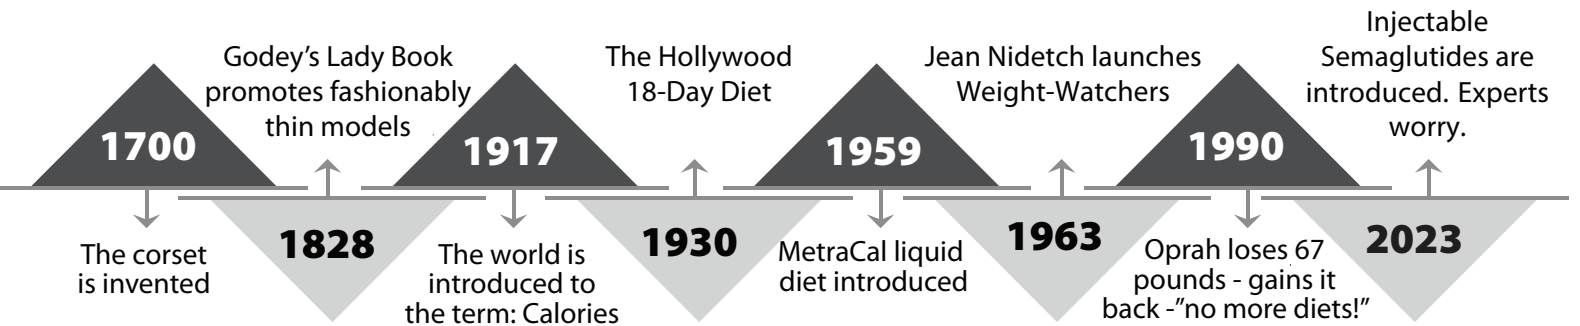 1700
The corset
is invented
Godey’s Lady Book
promotes fashionably
thin models
1828
1917
The world is
introduced to
the term: Calories
The Hollywood
18-Day Diet
1930
1959
MetraCal liquid
diet introduced
Jean Nidetch launches
Weight-Watchers
1963
1990
Oprah loses 67
pounds - gains it
back -”no more diets!”
Injectable
Semaglutides are
introduced. Experts
worry.
2023